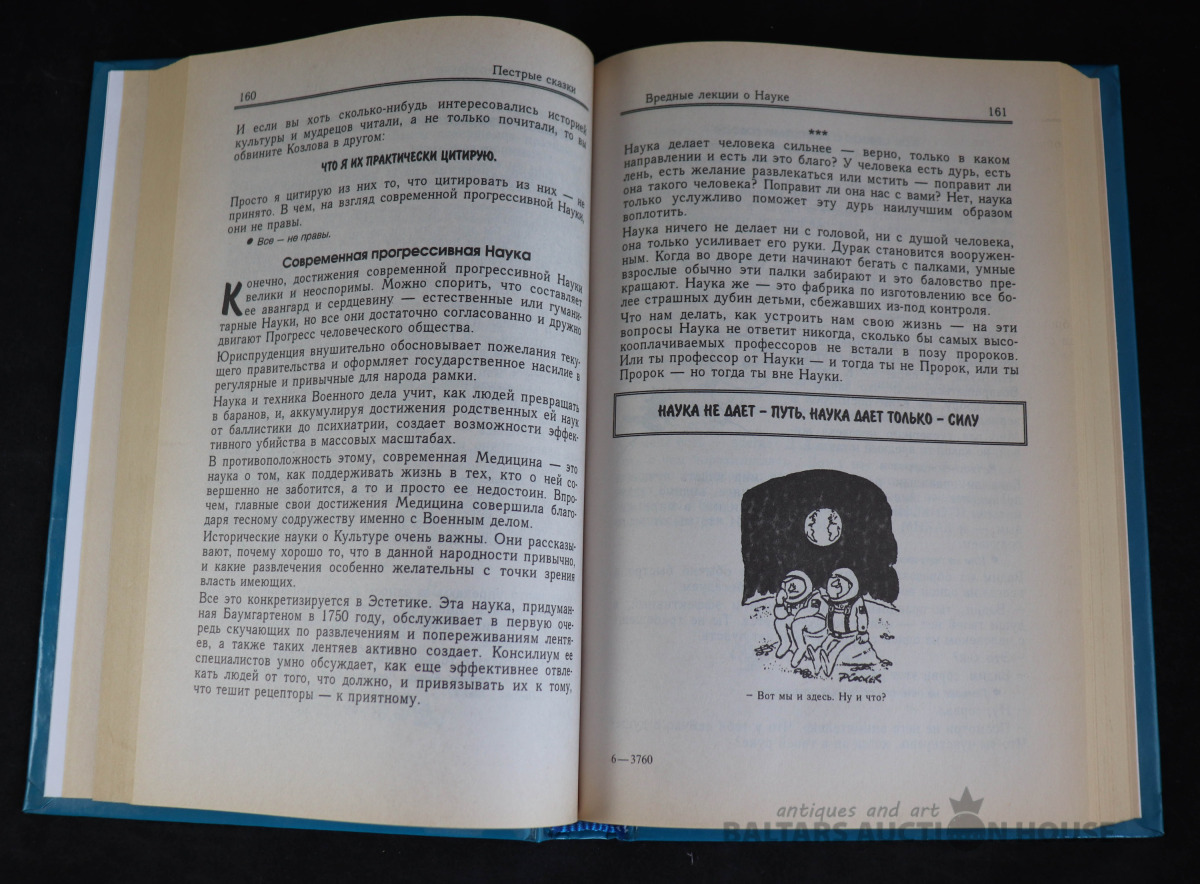 160
Пестрые сказки
И если вы хоть сколько-нибудь интересовались историей
культуры и мудрецов читали, а не только почитали, то вы
обвините Козлова в другом:
ЧТО Я ИХ ПРАКТИЧЕСКИ ЦИТИРУЮ.
Просто я цитирую из них то, что цитировать из них — не
принято. В чем, на взгляд современной прогрессивной Науки,
они не правы.
● Все — не правы.
Современная прогрессивная Наука
Конечно, достижения современной прогрессивной Науки
велики и неоспоримы. Можно спорить, что составляет
ее авангард и сердцевину — естественные или гумани-
тарные Науки, но все они достаточно согласованно и дружно
двигают Прогресс человеческого общества.
Юриспруденция внушительно обосновывает пожелания теку-
щего правительства и оформляет государственное насилие в
регулярные и привычные для народа рамки.
Наука и техника Военного дела учит, как людей превращать
в баранов, и, аккумулируя достижения родственных ей наук
от баллистики до психиатрии, создает возможности эффек-
тивного убийства в массовых масштабах.
В противоположность этому, современная Медицина — это
наука о том, как поддерживать жизнь в тех, кто о ней со-
вершенно не заботится, а то и просто ее недостоин. Впро-
чем, главные свои достижения Медицина совершила благо-
даря тесному содружеству именно с Военным делом.
Исторические науки о Культуре очень важны. Они рассказы-
вают, почему хорошо то, что в данной народности привычно,
и какие развлечения особенно желательны с точки зрения
власть имеющих.
Все это конкретизируется в Эстетике. Эта наука, придуман-
ная Баумгартеном в 1750 году, обслуживает в первую оче-
редь скучающих по развлечениям и попереживаниям лентя-
ев, а также таких лентяев активно создает. Консилиум ее
специалистов умно обсуждает, как еще эффективнее отвле-
кать людей от того, что должно, и привязывать их к тому,
что тешит рецепторы — к приятному.
Вредные лекции о Науке
161
***
Наука делает человека сильнее — верно, только в каком
направлении и есть ли это благо? У человека есть дурь, есть
лень, есть желание развлекаться или мстить — поправит ли
она такого человека? Поправит ли она нас с вами? Нет, наука
только услужливо поможет эту дурь наилучшим образом
воплотить.
Наука ничего не делает ни с головой, ни с душой человека,
она только усиливает его руки. Дурак становится вооружен-
ным. Когда во дворе дети начинают бегать с палками, умные
взрослые обычно эти палки забирают и это баловство пре-
кращают. Наука же — это фабрика по изготовлению все бо-
лее страшных дубин детьми, сбежавших из-под контроля.
Что нам делать, как устроить нам свою жизнь — на эти
вопросы Наука не ответит никогда, сколько бы самых высо-
кооплачиваемых профессоров не встали в позу пророков.
Или ты профессор от Науки — и тогда ты не Пророк, или ты
Пророк — но тогда ты вне Науки.
НАУКА НЕ ДАЕТ – ПУТЬ. НАУКА ДАЕТ ТОЛЬКО – СИЛУ
– Вот мы и здесь. Ну и что?
6—3760
antiques and art
BALTARS AUCTION HOUSE